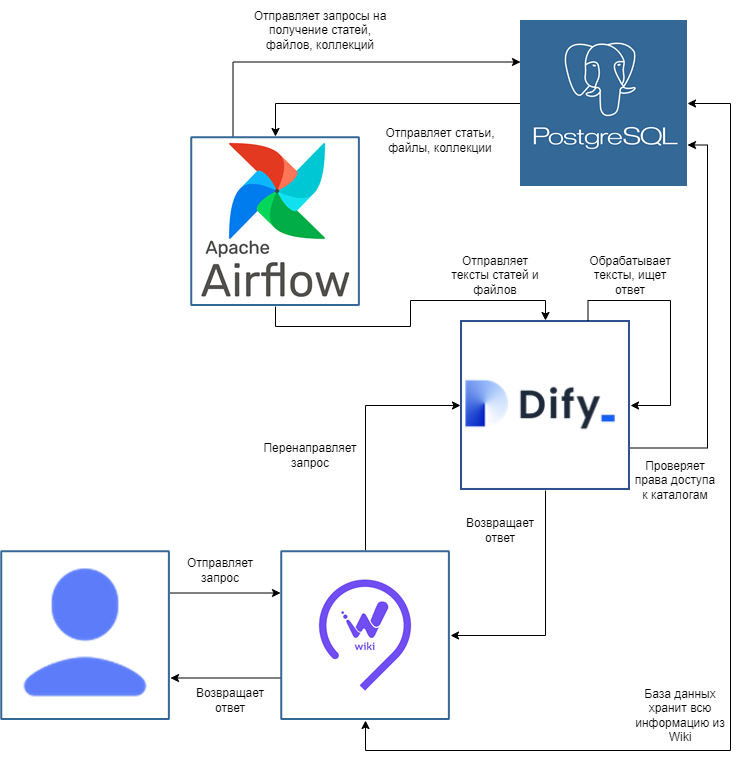 Отправляет запросы на
получение статей,
файлов, коллекций
PostgreSQL
Отправляет статьи,
файлы, коллекции
Apache
Airflow
Отправляет
тексты статей и
файлов
Обрабатывает
тексты, ищет
ответ
Dify_
Перенаправляет
запрос
Проверяет
права доступа
к каталогам
Возвращает
ответ
Отправляет
запрос
wiki
Возвращает
ответ
База данных
хранит всю
информацию из
Wiki